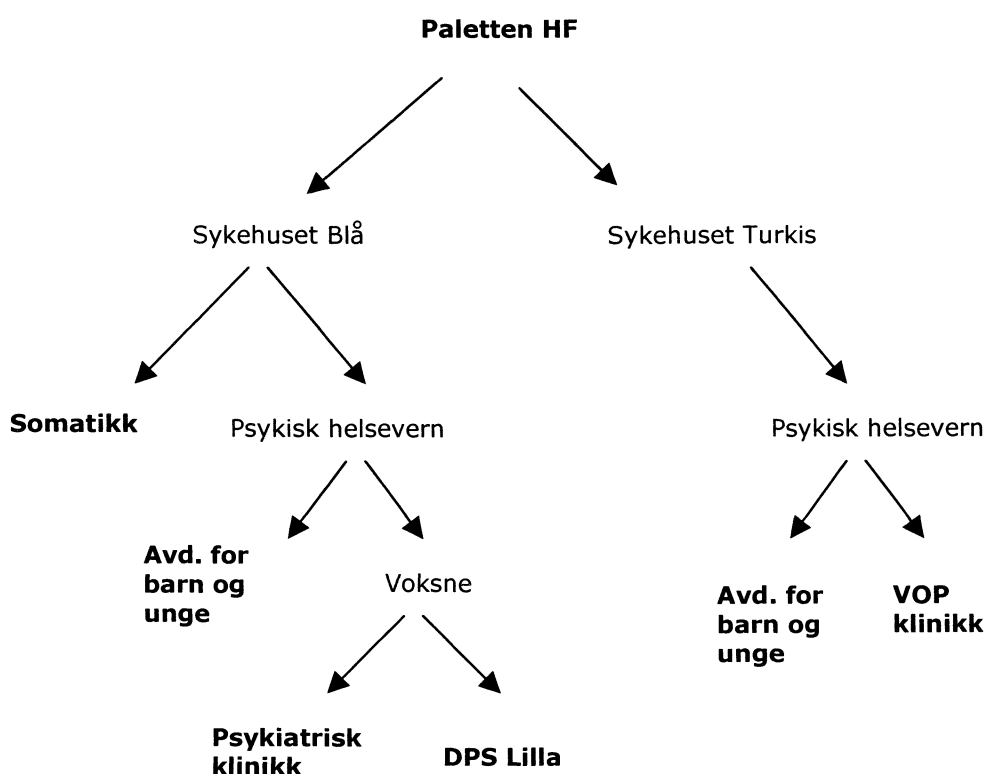 Paletten HF
Sykehuset Blå
Sykehuset Turkis
Somatikk
Psykisk helsevern
Psykisk helsevern
Avd. for
barn og
unge
Voksne
Avd. for
barn og
unge
VOP
klinikk
Psykiatrisk
klinikk
DPS Lilla